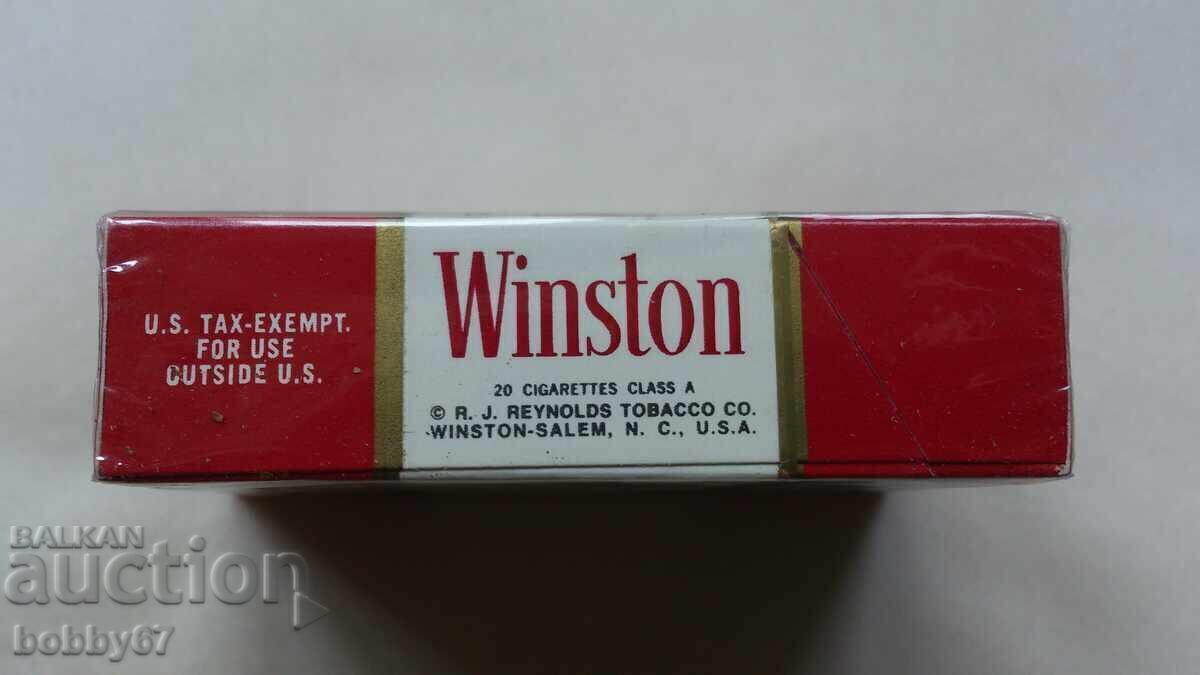 U.S. TAX-EXEMPT.
FOR USE
OUTSIDE U.S.
Winston
20 CIGARETTES CLASS A
© R. J. REYNOLDS TOBACCO CO.
WINSTON-SALEM, N. C., U.S.A.
BALKAN
auction
bobby67